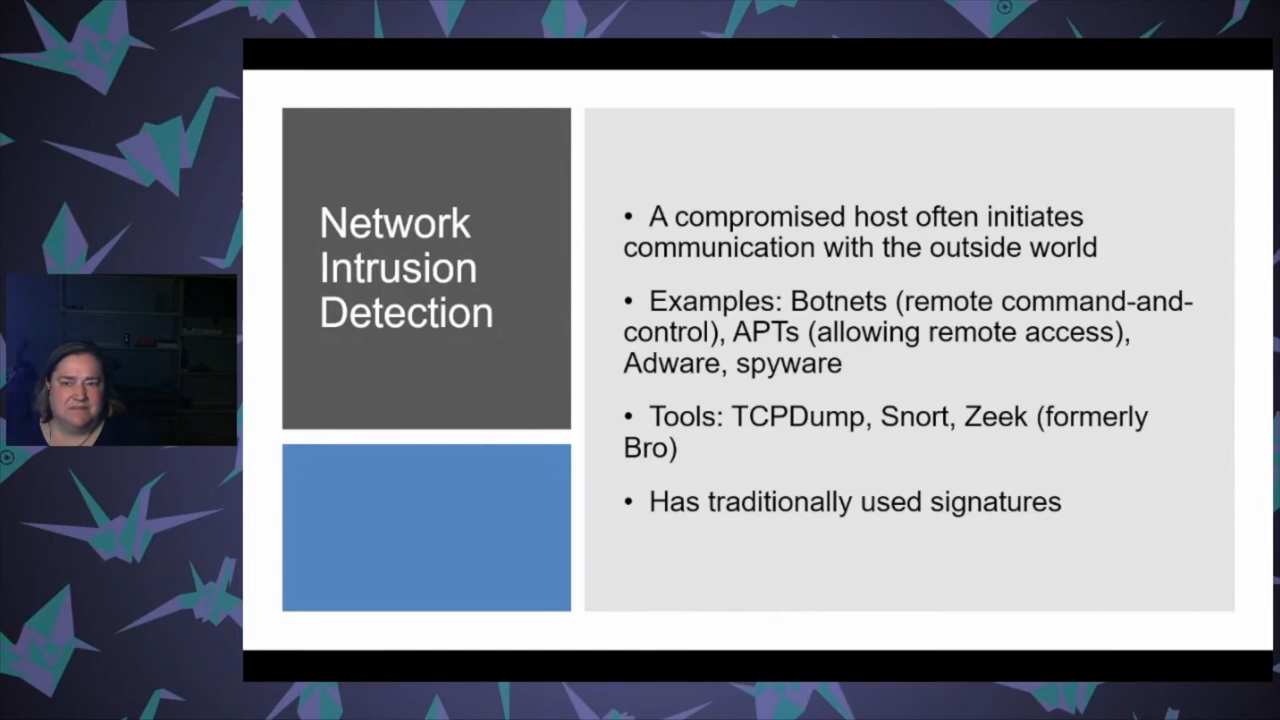 Network
Intrusion
Detection
• A compromised host often initiates
communication with the outside world
• Examples: Botnets (remote command-and-
control), APTs (allowing remote access),
Adware, spyware
• Tools: TCPDump, Snort, Zeek (formerly
Bro)
• Has traditionally used signatures